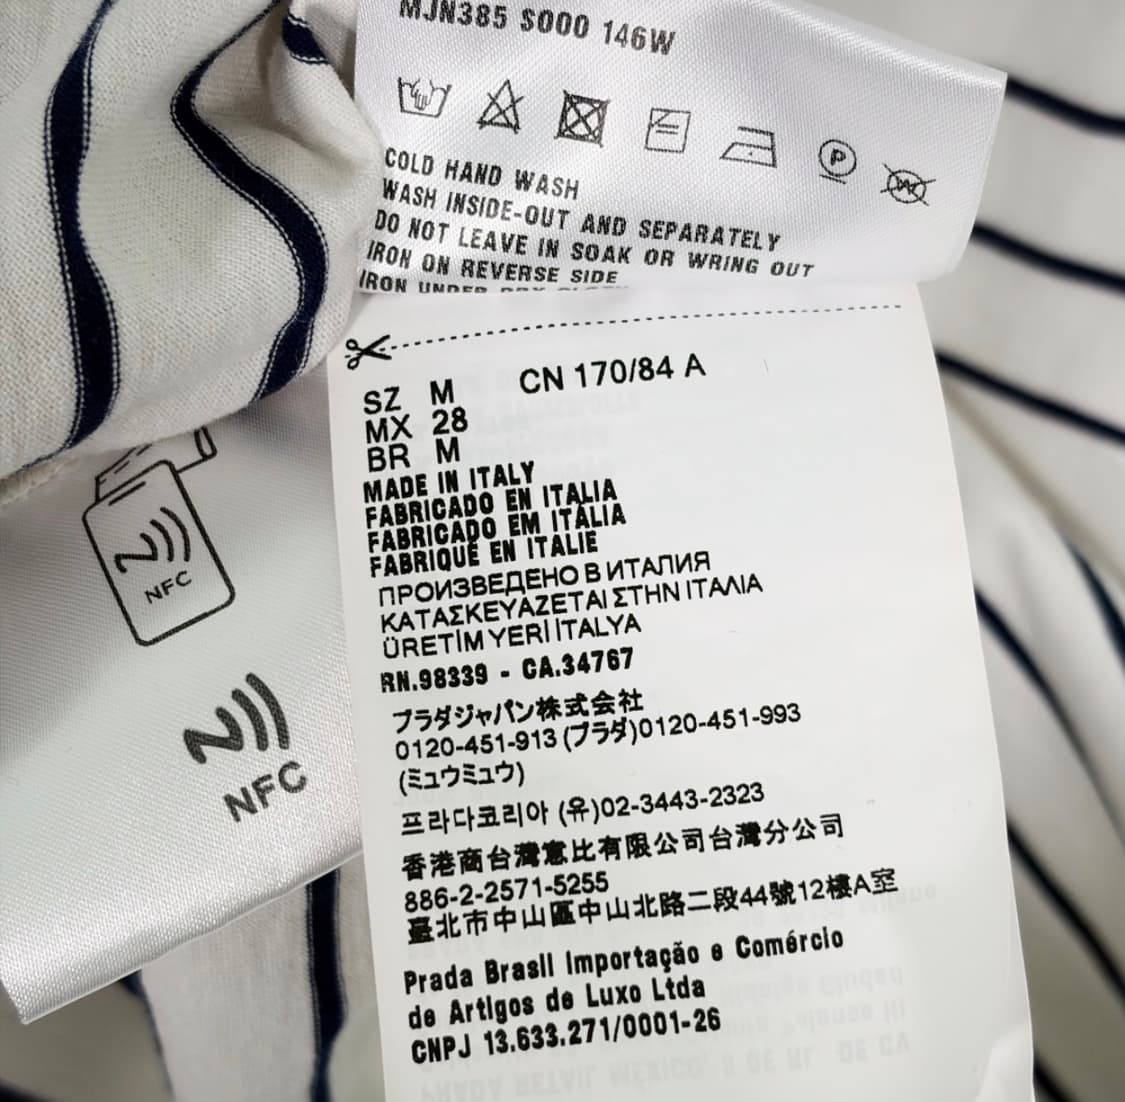 MJN385 S000 146W
P
W
COLD HAND WASH
WASH INSIDE-OUT AND SEPARATELY
DO NOT LEAVE IN SOAK OR WRING OUT
IRON ON REVERSE SIDE
IRON UNDER DRY CLOTH
SZ M CN 170/84 A
MX 28
BR M
MADE IN ITALY
FABRICADO EN ITALIA
FABRICADO EM ITÁLIA
FABRIQUÉ EN ITALIE
ПРОИЗВЕДЕНО В ИТАЛИЯ
ΚΑΤΑΣΚΕΥΑΖΕΤΑΙ ΣΤΗΝ ΙΤΑΛΙΑ
ÜRETİM YERİ İTALYA
RN.98339 - CA.34767
プラダジャパン株式会社
0120-451-913 (プラダ)0120-451-993
(ミュウミュウ)
프라다코리아 (유)02-3443-2323
香港商台灣意比有限公司台灣分公司
886-2-2571-5255
臺北市中山區中山北路二段44號12樓A室
Prada Brasil Importação e Comércio
de Artigos de Luxo Ltda
CNPJ 13.633.271/0001-26
NFC
NFC